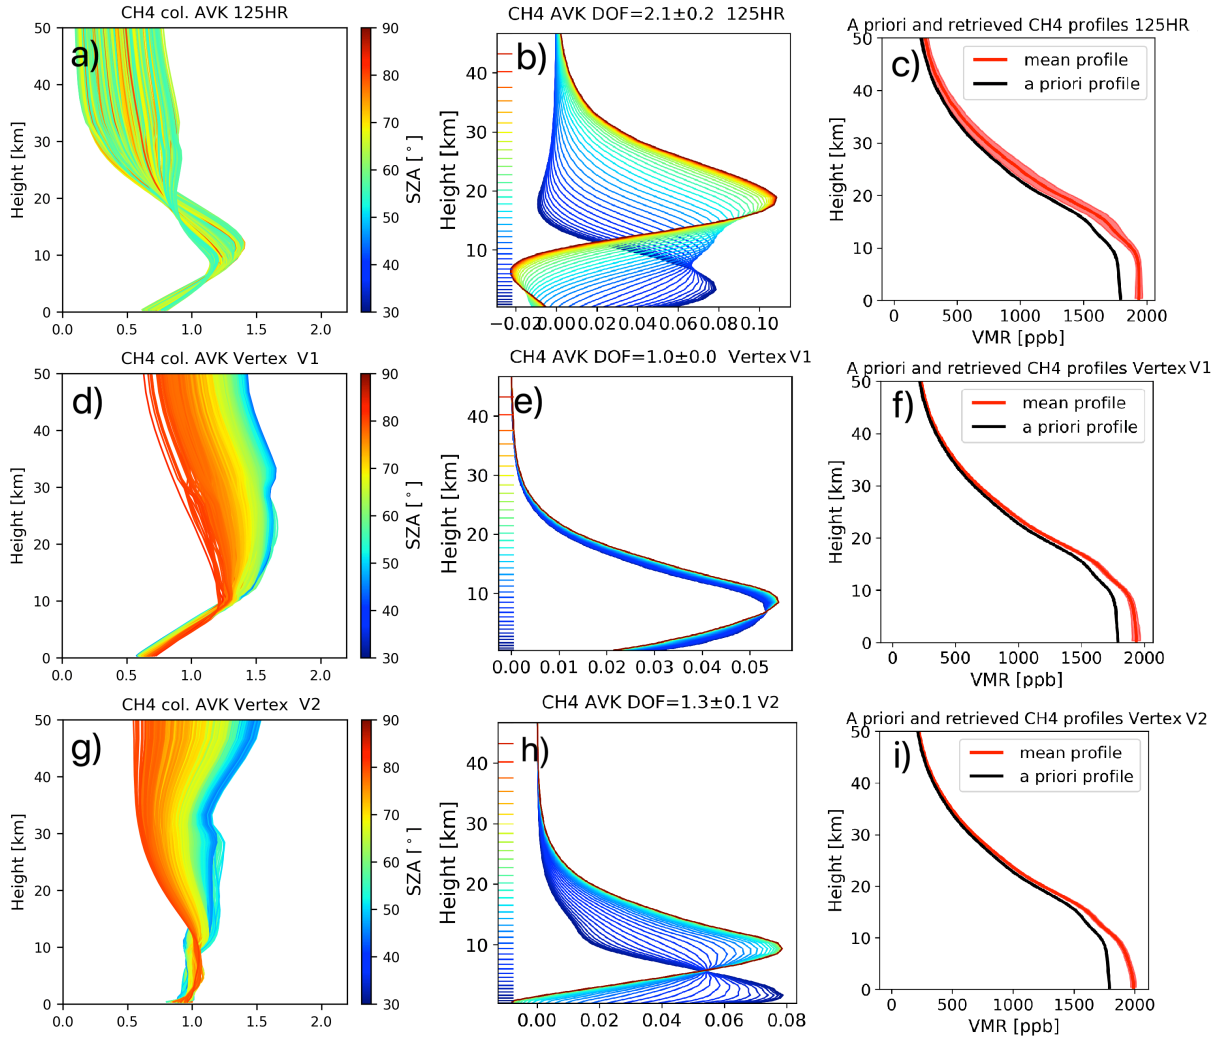 CH4 col. AVK 125HR
a)
Height [km]
50
40
30
20
10
0
0.0 0.5 1.0 1.5 2.0
90
80
70
60
50
40
30
SZA [°]
CH4 AVK DOF=2.1±0.2 125HR
b)
Height [km]
40
30
20
10
−0.02 0.00 0.02 0.04 0.06 0.08 0.10
A priori and retrieved CH4 profiles 125HR
c)
mean profile
a priori profile
Height [km]
50
40
30
20
10
0
0 500 1000 1500 2000
VMR [ppb]
CH4 col. AVK Vertex V1
d)
Height [km]
50
40
30
20
10
0
0.0 0.5 1.0 1.5 2.0
90
80
70
60
50
40
30
SZA [°]
CH4 AVK DOF=1.0±0.0 Vertex V1
e)
Height [km]
40
30
20
10
0.00 0.01 0.02 0.03 0.04 0.05
A priori and retrieved CH4 profiles Vertex V1
f)
mean profile
a priori profile
Height [km]
50
40
30
20
10
0
0 500 1000 1500 2000
VMR [ppb]
CH4 col. AVK Vertex V2
g)
Height [km]
50
40
30
20
10
0
0.0 0.5 1.0 1.5 2.0
90
80
70
60
50
40
30
SZA [°]
CH4 AVK DOF=1.3±0.1 V2
h)
Height [km]
40
30
20
10
0.00 0.02 0.04 0.06 0.08
A priori and retrieved CH4 profiles Vertex V2
i)
mean profile
a priori profile
Height [km]
50
40
30
20
10
0
0 500 1000 1500 2000
VMR [ppb]